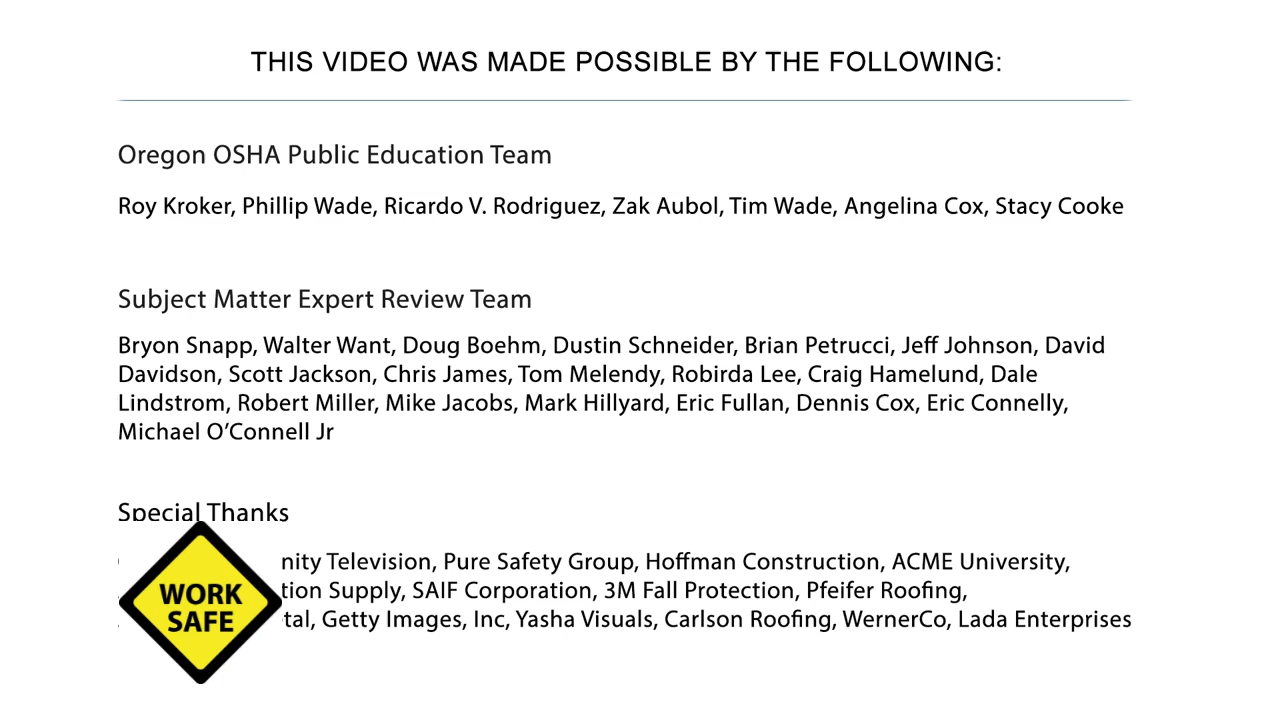 THIS VIDEO WAS MADE POSSIBLE BY THE FOLLOWING:
Oregon OSHA Public Education Team
Roy Kroker, Phillip Wade, Ricardo V. Rodriguez, Zak Aubol, Tim Wade, Angelina Cox, Stacy Cooke
Subject Matter Expert Review Team
Bryon Snapp, Walter Want, Doug Boehm, Dustin Schneider, Brian Petrucci, Jeff Johnson, David
Davidson, Scott Jackson, Chris James, Tom Melendy, Robirda Lee, Craig Hamelund, Dale
Lindstrom, Robert Miller, Mike Jacobs, Mark Hillyard, Eric Fullan, Dennis Cox, Eric Connelly,
Michael O’Connell Jr
Special Thanks
Television, Pure Safety Group, Hoffman Construction, ACME University,
Supply, SAIF Corporation, 3M Fall Protection, Pfeifer Roofing,
Getty Images, Inc, Yasha Visuals, Carlson Roofing, WernerCo, Lada Enterprises
WORK
SAFE